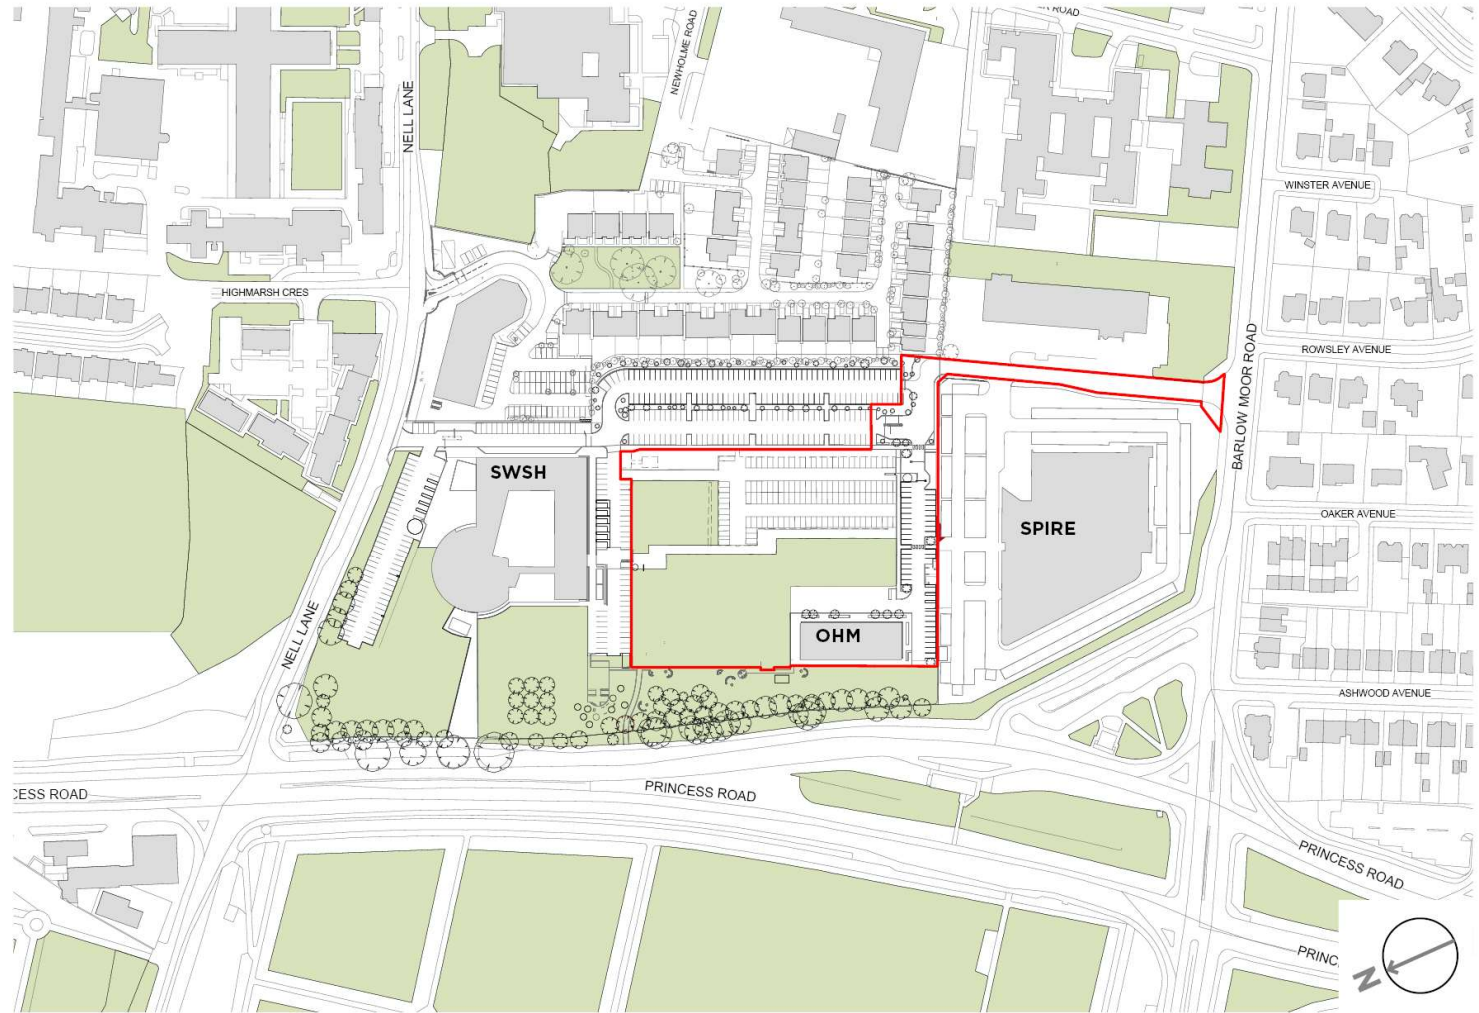 NEWHOLME ROAD
NELL LANE
WINSTER AVENUE
HIGHMARSH CRES
BARLOW MOOR ROAD
ROWSLEY AVENUE
SWSH
OAKER AVENUE
SPIRE
NELL LANE
OHM
ASHWOOD AVENUE
CESS ROAD
PRINCESS ROAD
PRINCESS ROAD
PRINC
N